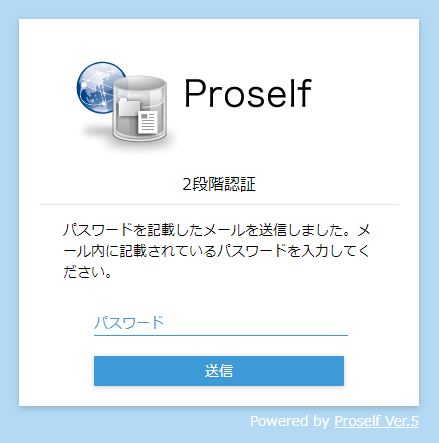 Proself
2段階認証
パスワードを記載したメールを送信しました。メ
ール内に記載されているパスワードを入力してく
ださい。
パスワード
送信
Powered by Proself Ver.5